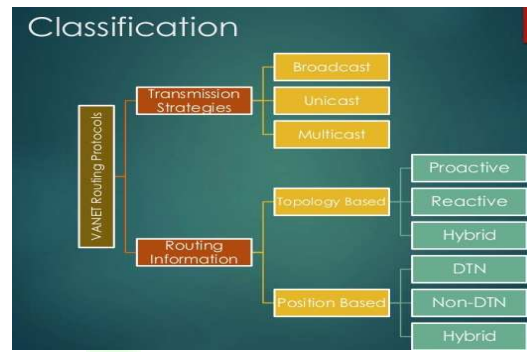 Classification
VANET Routing Protocols
Transmission
Strategies
Broadcast
Unicast
Multicast
Routing
Information
Topology Based
Proactive
Reactive
Hybrid
Position Based
DTN
Non-DTN
Hybrid